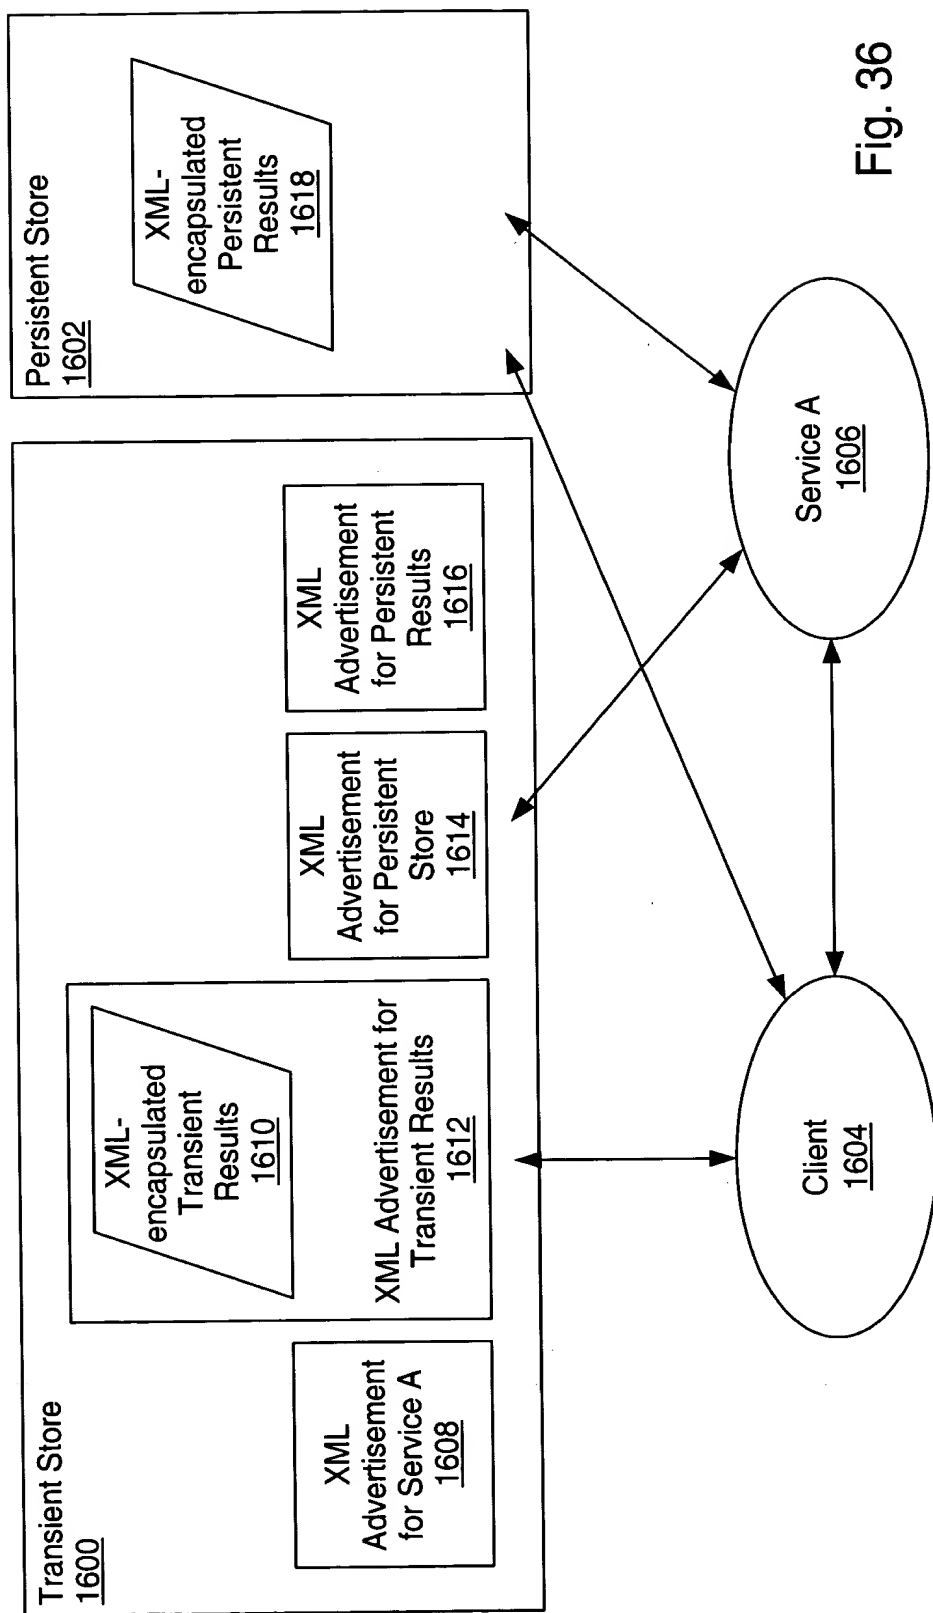 Transient Store
1600
XML
Advertisement
for Service A
1608
XML-
encapsulated
Transient
Results
1610
XML Advertisement for
Transient Results
1612
XML
Advertisement
for Persistent
Store
1614
XML
Advertisement
for Persistent
Results
1616
Persistent Store
1602
XML-
encapsulated
Persistent
Results
1618
Client
1604
Service A
1606
Fig. 36